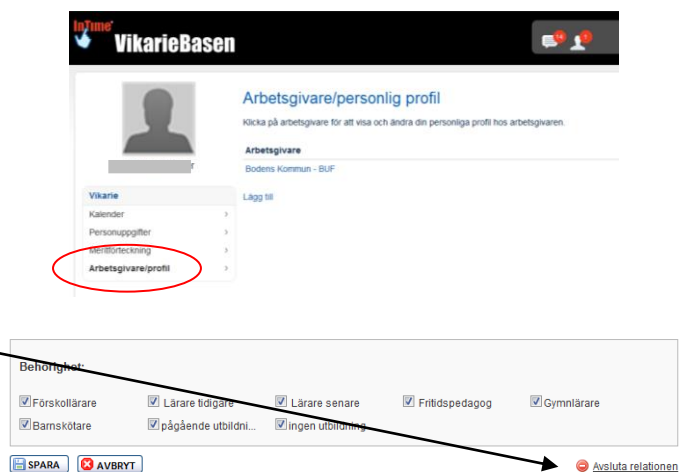 InTime
VikarieBasen
Arbetsgivare/personlig profil
Klicka på arbetsgivare för att visa och ändra din personliga profil hos arbetsgivaren.
Arbetsgivare
Bodens Kommun - BUF
Lägg till
r
Vikarie
Kalender
Personuppgifter
Meritförteckning
Arbetsgivare/profil
Behörighet:
Förskollärare Lärare tidigare Lärare senare Fritidspedagog Gymnlärare
Barnskötare pågående utbildni... ingen utbildning
SPARA AVBRYT Avsluta relationen